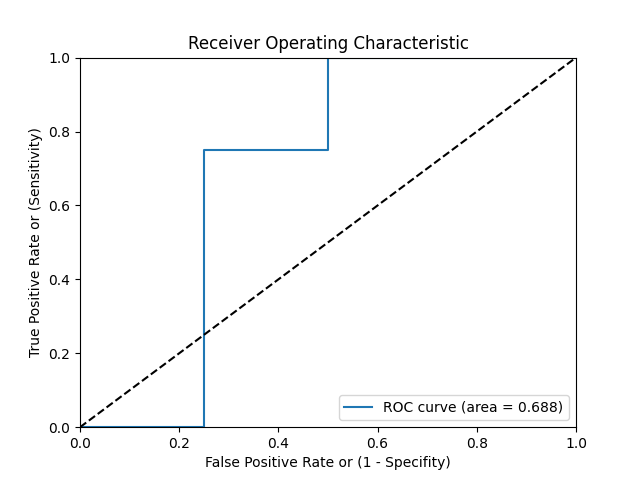 Receiver Operating Characteristic
1.0
0.8
0.6
0.4
0.2
0.0
True Positive Rate or (Sensitivity)
ROC curve (area = 0.688)
0.0 0.2 0.4 0.6 0.8 1.0
False Positive Rate or (1 - Specifity)